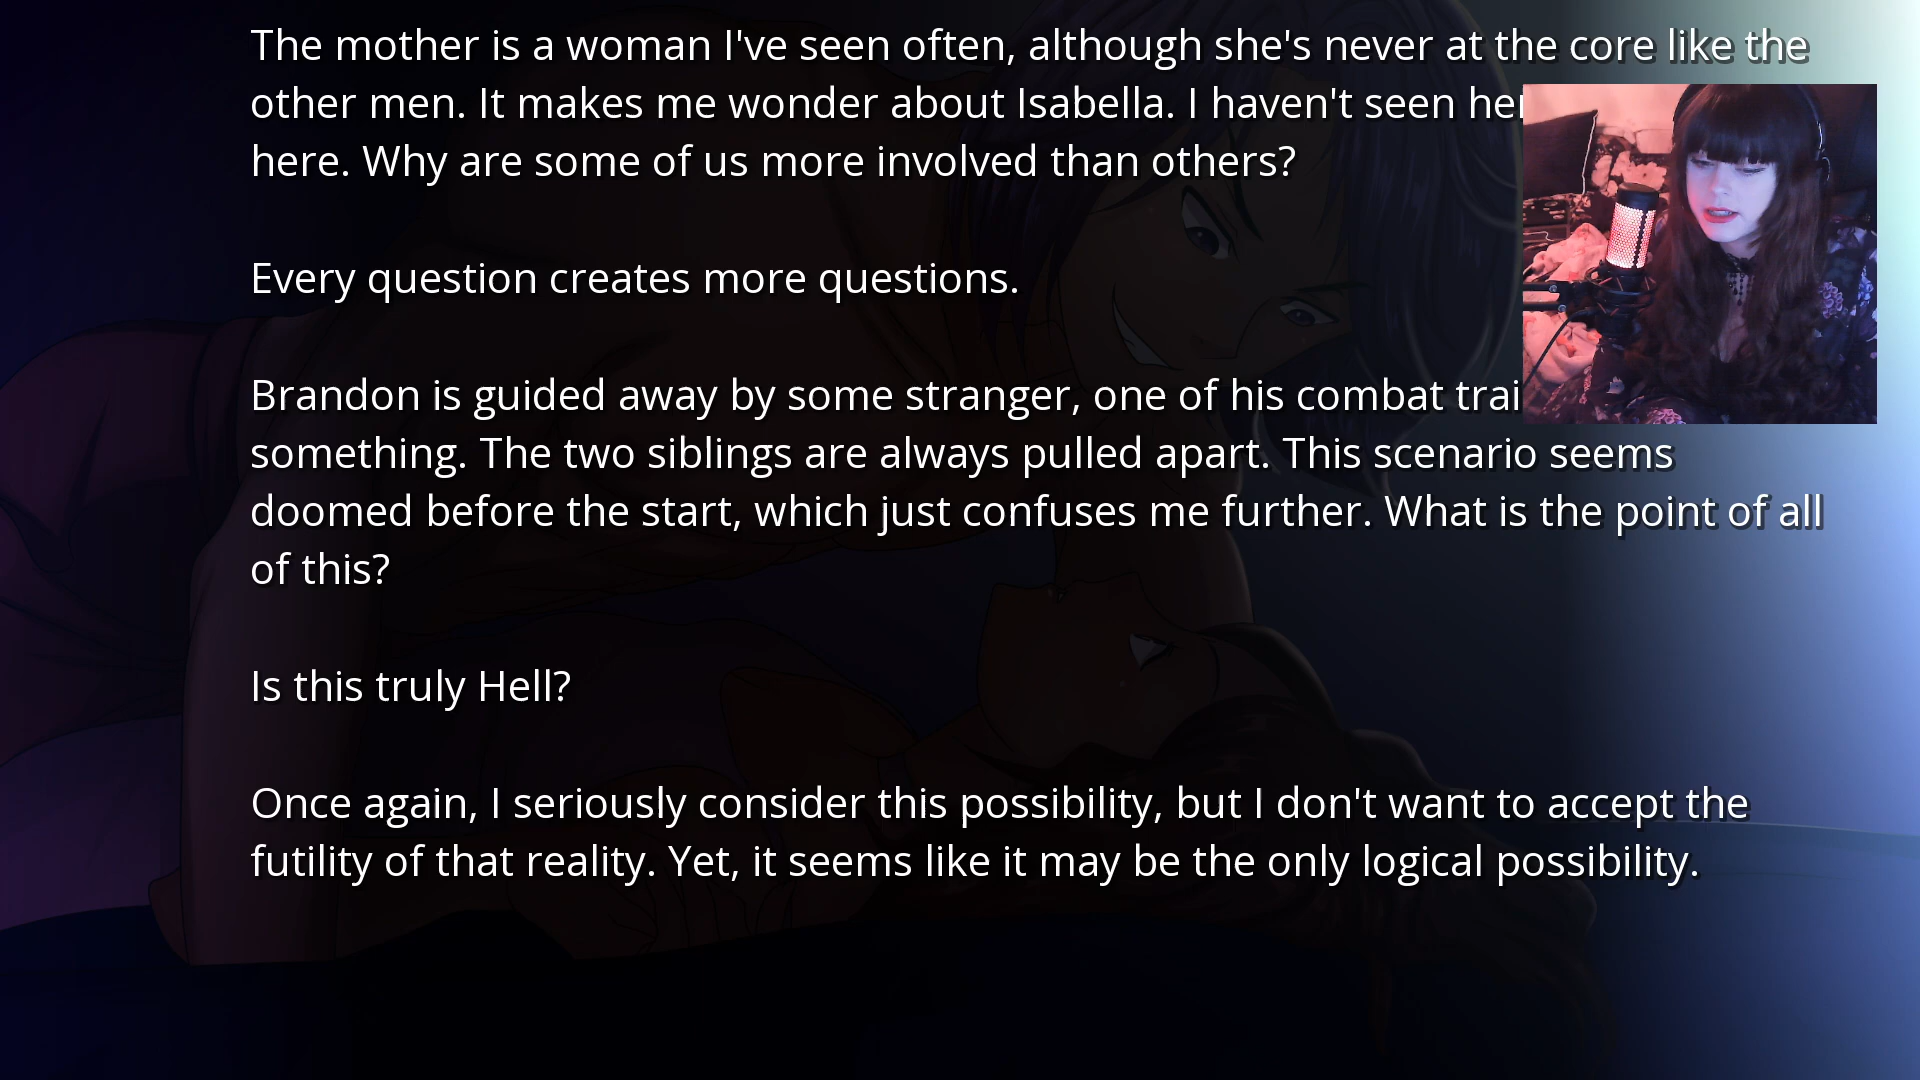 The mother is a woman I've seen often, although she's never at the core like the
other men. It makes me wonder about Isabella. I haven't seen her
here. Why are some of us more involved than others?
Every question creates more questions.
Brandon is guided away by some stranger, one of his combat
something. The two siblings are always pulled apart. This scenario seems
doomed before the start, which just confuses me further. What is the point of all
of this?
Is this truly Hell?
Once again, I seriously consider this possibility, but I don't want to accept the
futility of that reality. Yet, it seems like it may be the only logical possibility.